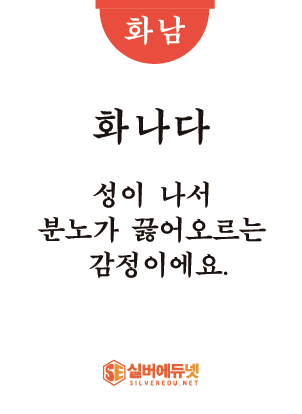 화남
화나다
성이 나서
분노가 끓어오르는
감정이에요.
SE 실버에듀넷
SILVEREDU.NET